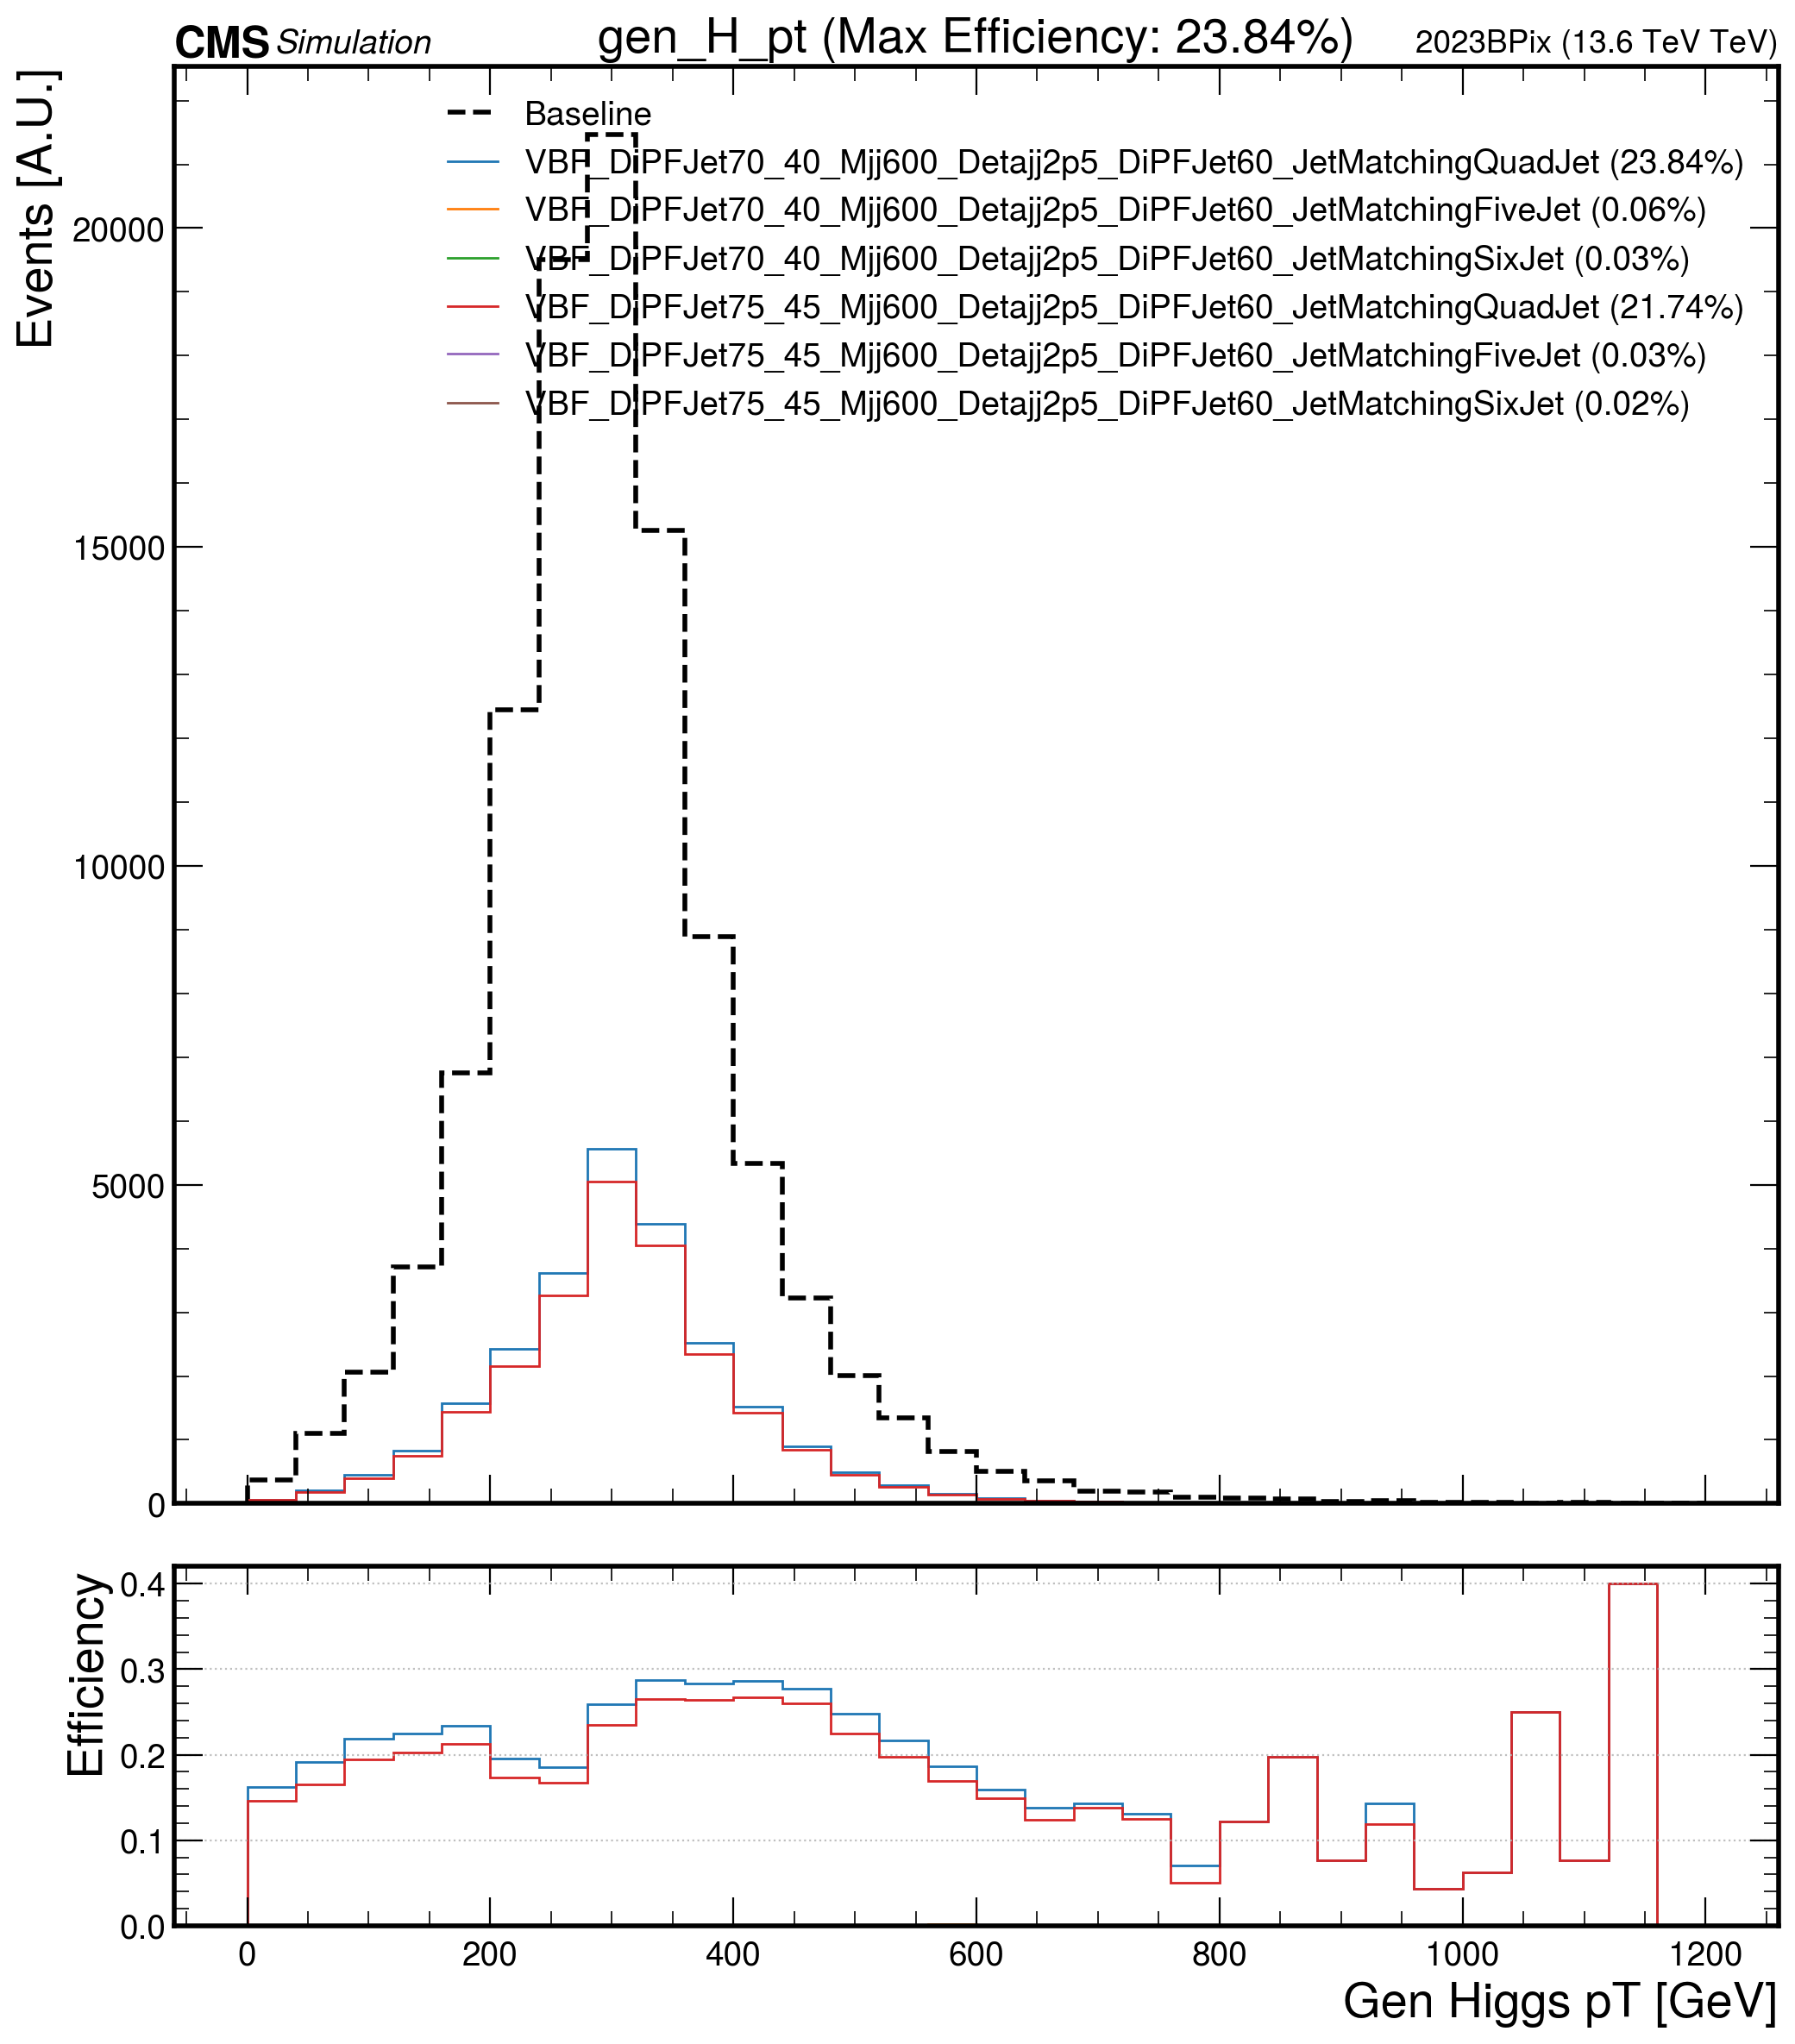 CMS Simulation gen_H_pt (Max Efficiency: 23.84%) 2023BPix (13.6 TeV TeV)
Events [A.U.]
Baseline
VBF_DiPFJet70_40_Mjj600_Detajj2p5_DiPFJet60_JetMatchingQuadJet (23.84%)
VBF_DiPFJet70_40_Mjj600_Detajj2p5_DiPFJet60_JetMatchingFiveJet (0.06%)
VBF_DiPFJet70_40_Mjj600_Detajj2p5_DiPFJet60_JetMatchingSixJet (0.03%)
VBF_DiPFJet75_45_Mjj600_Detajj2p5_DiPFJet60_JetMatchingQuadJet (21.74%)
VBF_DiPFJet75_45_Mjj600_Detajj2p5_DiPFJet60_JetMatchingFiveJet (0.03%)
VBF_DiPFJet75_45_Mjj600_Detajj2p5_DiPFJet60_JetMatchingSixJet (0.02%)
20000
15000
10000
5000
0
Efficiency
0.4
0.3
0.2
0.1
0.0
0 200 400 600 800 1000 1200
Gen Higgs pT [GeV]